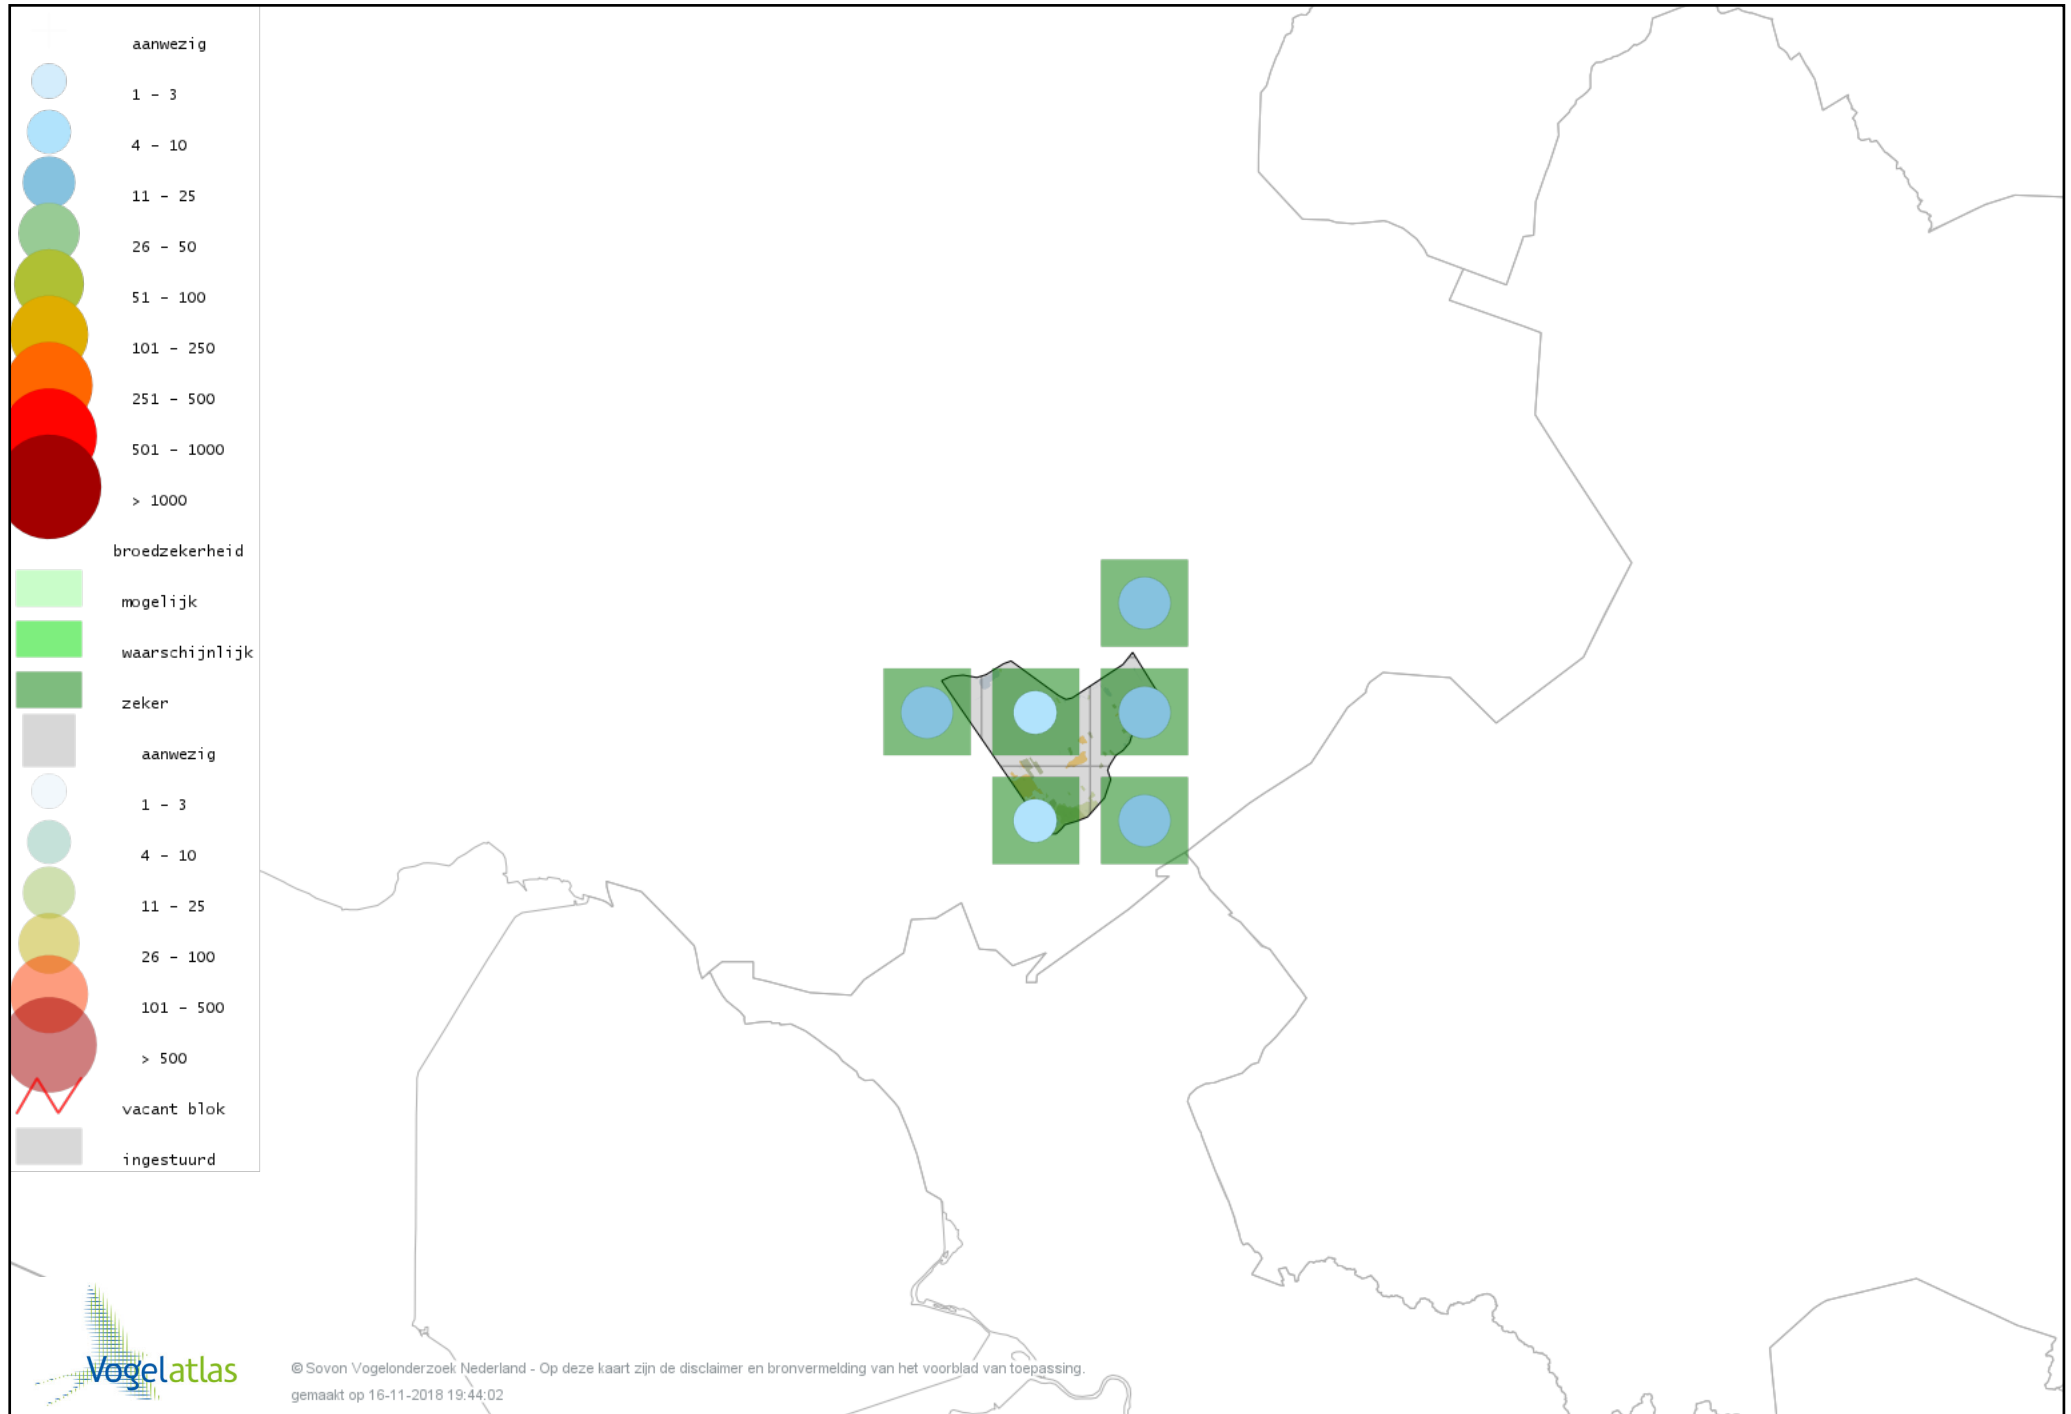 aanwezig
1 - 3
4 - 10
11 - 25
26 - 50
51 - 100
101 - 250
251 - 500
501 - 1000
> 1000
broedzekerheid
mogelijk
waarschijnlijk
zeker
aanwezig
1 - 3
4 - 10
11 - 25
26 - 100
101 - 500
> 500
vacant blok
ingestuurd
Vogelatlas
© Sovon Vogelonderzoek Nederland - Op deze kaart zijn de disclaimer en bronvermelding van het voorblad van toepassing.
gemaakt op 16-11-2018 19:44:02